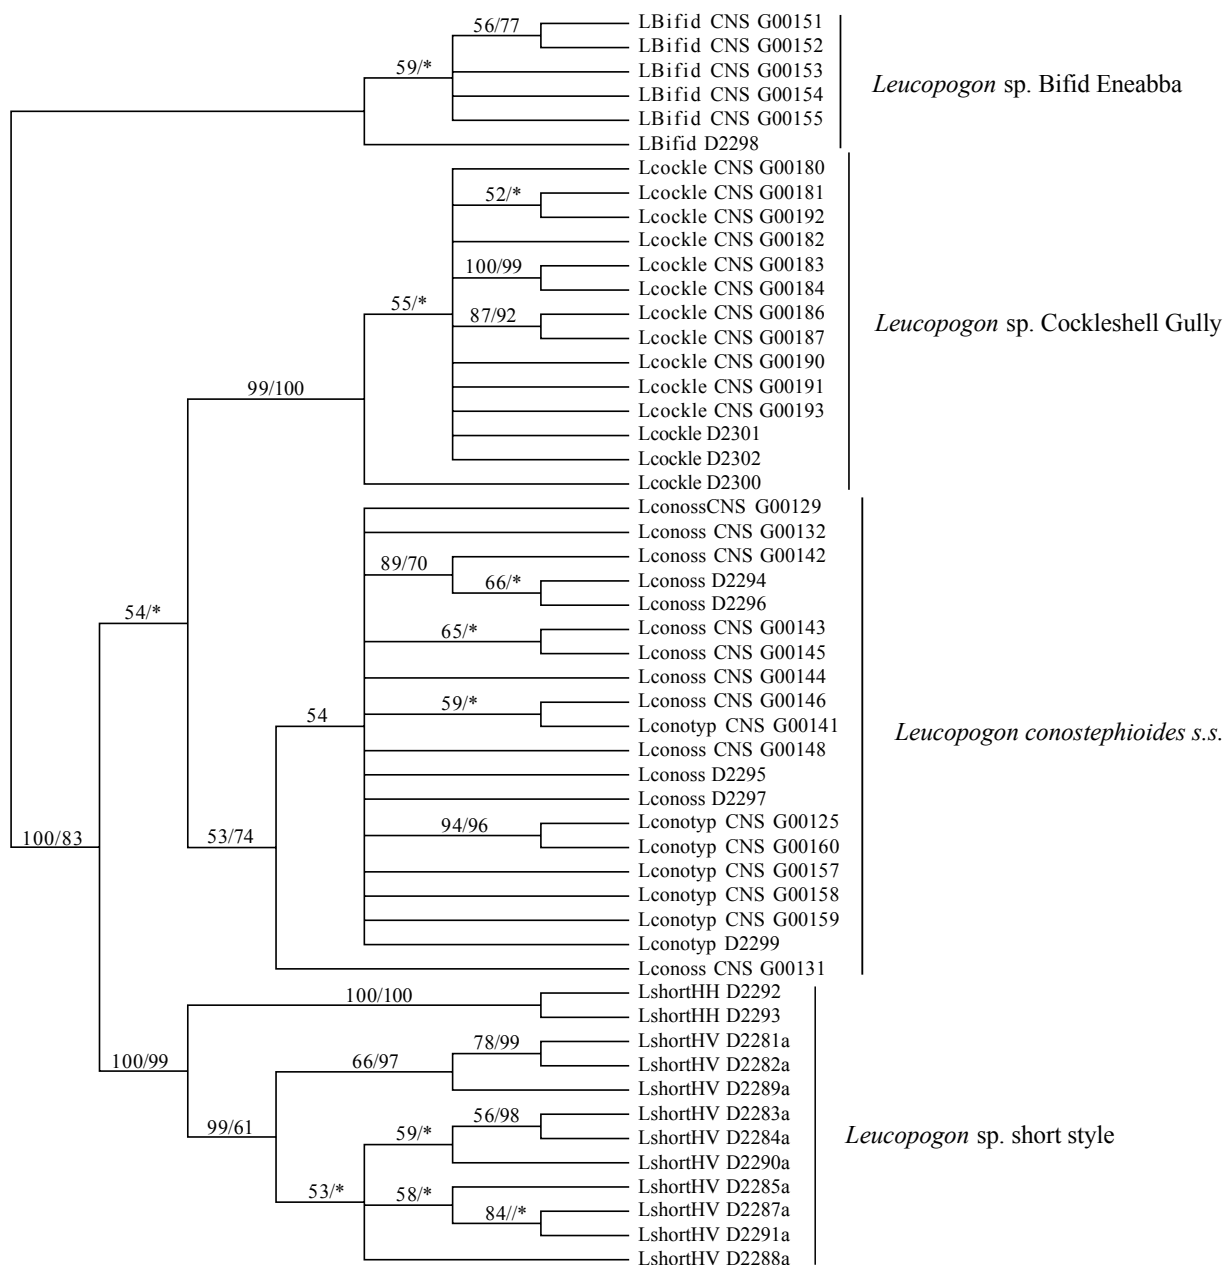 56/77
LBifid CNS G00151
LBifid CNS G00152
59/*
LBifid CNS G00153
LBifid CNS G00154
LBifid CNS G00155
LBifid D2298
Leucopogon sp. Bifid Eneabba
Lcockle CNS G00180
52/*
Lcockle CNS G00181
Lcockle CNS G00192
Lcockle CNS G00182
100/99
Lcockle CNS G00183
Lcockle CNS G00184
55/*
87/92
Lcockle CNS G00186
Lcockle CNS G00187
Lcockle CNS G00190
99/100
Lcockle CNS G00191
Lcockle CNS G00193
Lcockle D2301
Lcockle D2302
Lcockle D2300
Leucopogon sp. Cockleshell Gully
LconossCNS G00129
Lconoss CNS G00132
89/70
Lconoss CNS G00142
66/*
Lconoss D2294
Lconoss D2296
54/*
65/*
Lconoss CNS G00143
Lconoss CNS G00145
Lconoss CNS G00144
59/*
Lconoss CNS G00146
Lconotyp CNS G00141
54
Lconoss CNS G00148
Lconoss D2295
Lconoss D2297
94/96
Lconotyp CNS G00125
Lconotyp CNS G00160
100/83
53/74
Lconotyp CNS G00157
Lconotyp CNS G00158
Lconotyp CNS G00159
Lconotyp D2299
Lconoss CNS G00131
Leucopogon conostephioides s.s.
100/100
LshortHH D2292
LshortHH D2293
78/99
LshortHV D2281a
100/99
66/97
LshortHV D2282a
LshortHV D2289a
56/98
LshortHV D2283a
99/61
59/*
LshortHV D2284a
LshortHV D2290a
53/*
58/*
LshortHV D2285a
84//*
LshortHV D2287a
LshortHV D2291a
LshortHV D2288a
Leucopogon sp. short style